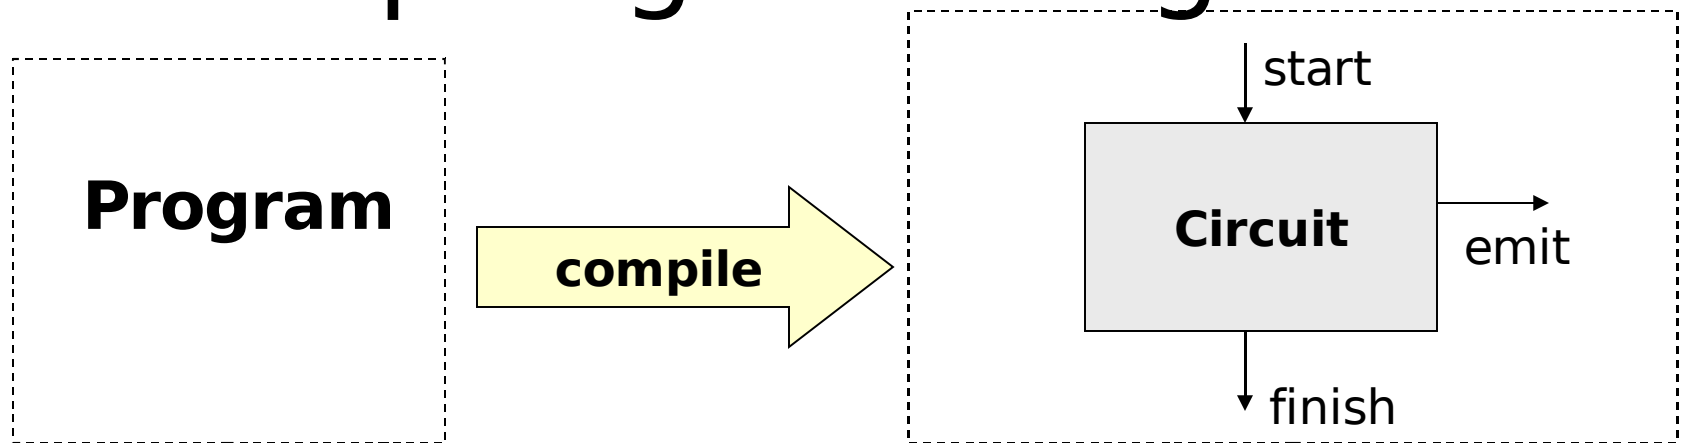 Program
compile
start
Circuit
emit
finish